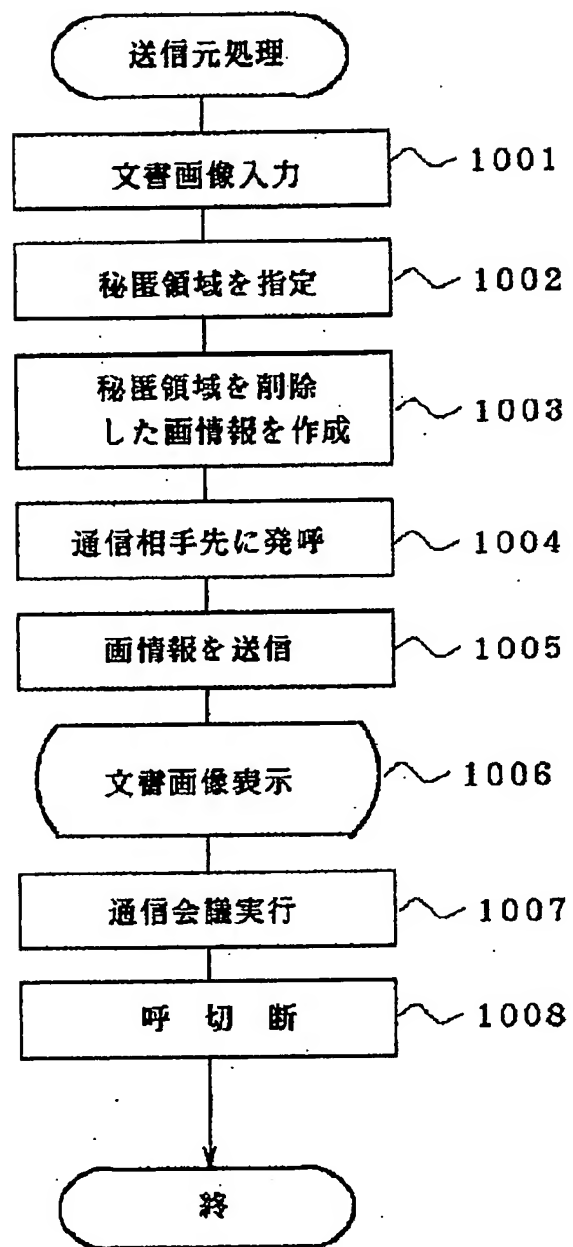 送信元処理
文書画像入力 1001
秘匿領域を指定 1002
秘匿領域を削除
した画情報を作成 1003
通信相手先に発呼 1004
画情報を送信 1005
文書画像表示 1006
通信会議実行 1007
呼 切 断 1008
終